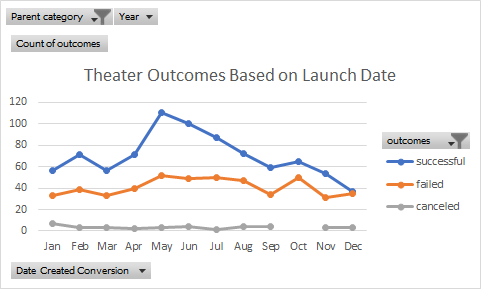 Parent category Year
Count of outcomes
Theater Outcomes Based on Launch Date
120
100
80
60
40
20
0
Jan Feb Mar Apr May Jun Jul Aug Sep Oct Nov Dec
outcomes
successful
failed
canceled
Date Created Conversion